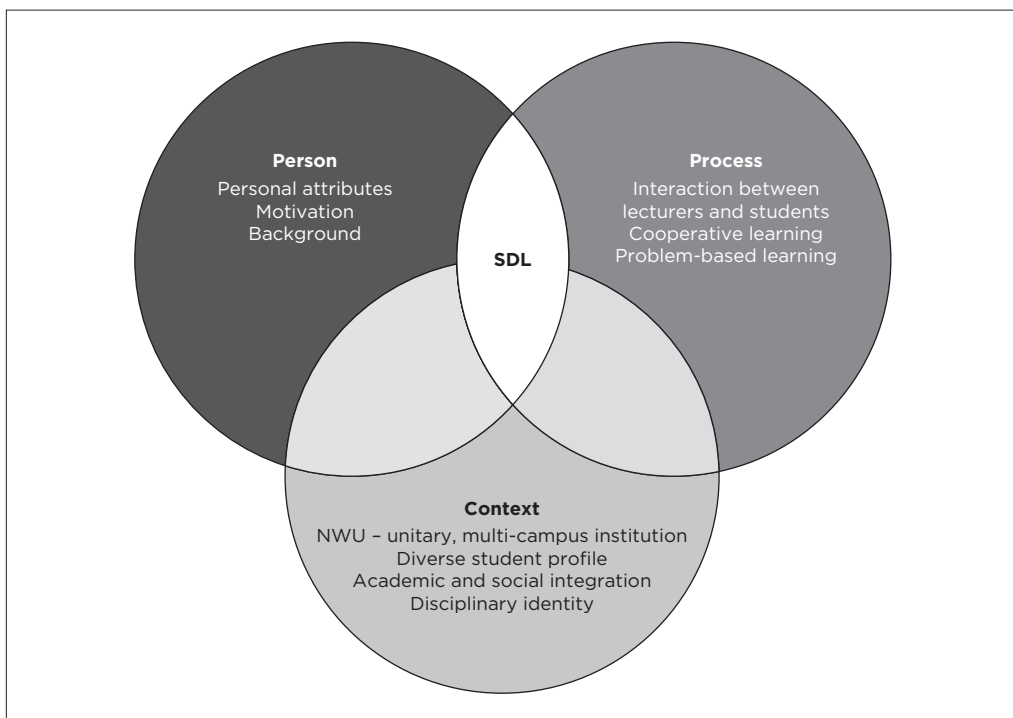 Person
Personal attributes
Motivation
Background
Process
Interaction between
lecturers and students
Cooperative learning
Problem-based learning
SDL
Context
NWU – unitary, multi-campus institution
Diverse student profile
Academic and social integration
Disciplinary identity